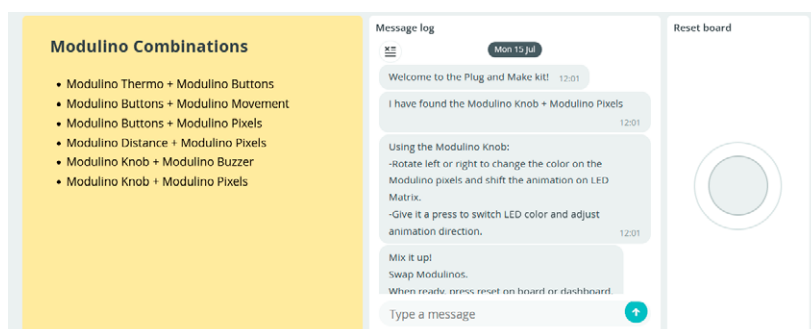 Modulino Combinations
• Modulino Thermo + Modulino Buttons
• Modulino Buttons + Modulino Movement
• Modulino Buttons + Modulino Pixels
• Modulino Distance + Modulino Pixels
• Modulino Knob + Modulino Buzzer
• Modulino Knob + Modulino Pixels
Message log
Mon 15 Jul
Welcome to the Plug and Make kit! 12:01
I have found the Modulino Knob + Modulino Pixels
12:01
Using the Modulino Knob:
-Rotate left or right to change the color on the
Modulino pixels and shift the animation on LED
Matrix.
-Give it a press to switch LED color and adjust
animation direction. 12:01
Mix it up!
Swap Modulinos.
When ready, press reset on board or dashboard.
Type a message
Reset board